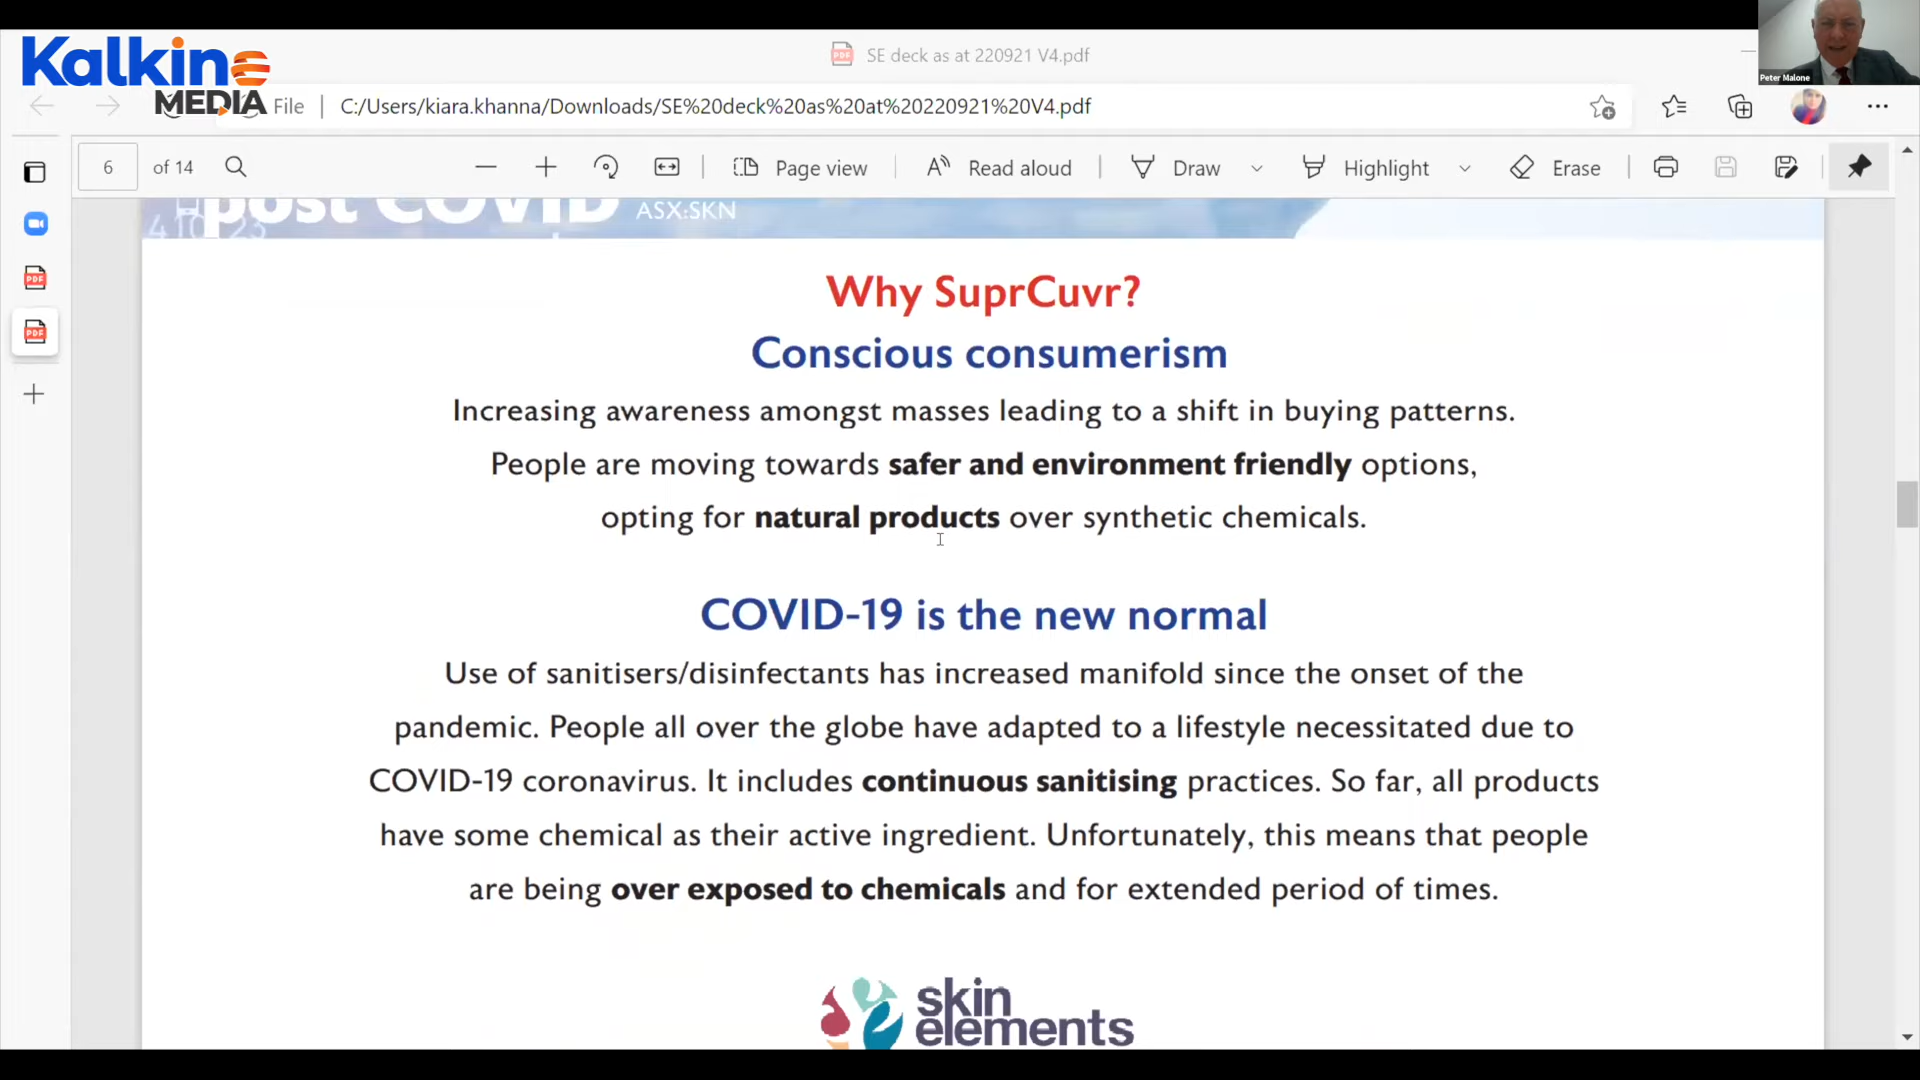 Kalkine
MEDIA
SE deck as at 220921 V4.pdf
Peter Malone
File
C:/Users/kiara.khanna/Downloads/SE%20deck%20as%20at%20220921%20V4.pdf
6 of 14
Page view
Read aloud
Draw
Highlight
Erase
post COVID ASX:SKN
4 10 23
Why SuprCuvr?
Conscious consumerism
Increasing awareness amongst masses leading to a shift in buying patterns.
People are moving towards safer and environment friendly options,
opting for natural products over synthetic chemicals.
COVID-19 is the new normal
Use of sanitisers/disinfectants has increased manifold since the onset of the
pandemic. People all over the globe have adapted to a lifestyle necessitated due to
COVID-19 coronavirus. It includes continuous sanitising practices. So far, all products
have some chemical as their active ingredient. Unfortunately, this means that people
are being over exposed to chemicals and for extended period of times.
skin
elements